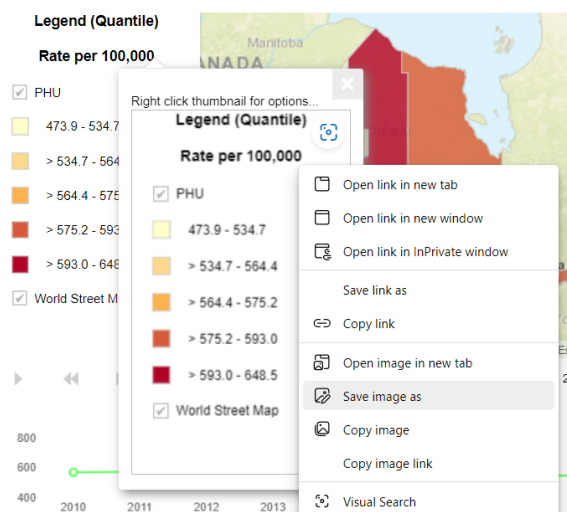 Legend (Quantile)
Rate per 100,000
PHU
473.9 - 534.7
> 534.7 - 564
> 564.4 - 575
> 575.2 - 593
> 593.0 - 648
World Street M
Manitoba
ANADA
Right click thumbnail for options...
Legend (Quantile)
Rate per 100,000
PHU
473.9 - 534.7
> 534.7 - 564.4
> 564.4 - 575.2
> 575.2 - 593.0
> 593.0 - 648.5
World Street Map
Open link in new tab
Open link in new window
Open link in InPrivate window
Save link as
Copy link
Open image in new tab
Save image as
Copy image
Copy image link
Visual Search
800
600
400
2010
2011
2012
2013